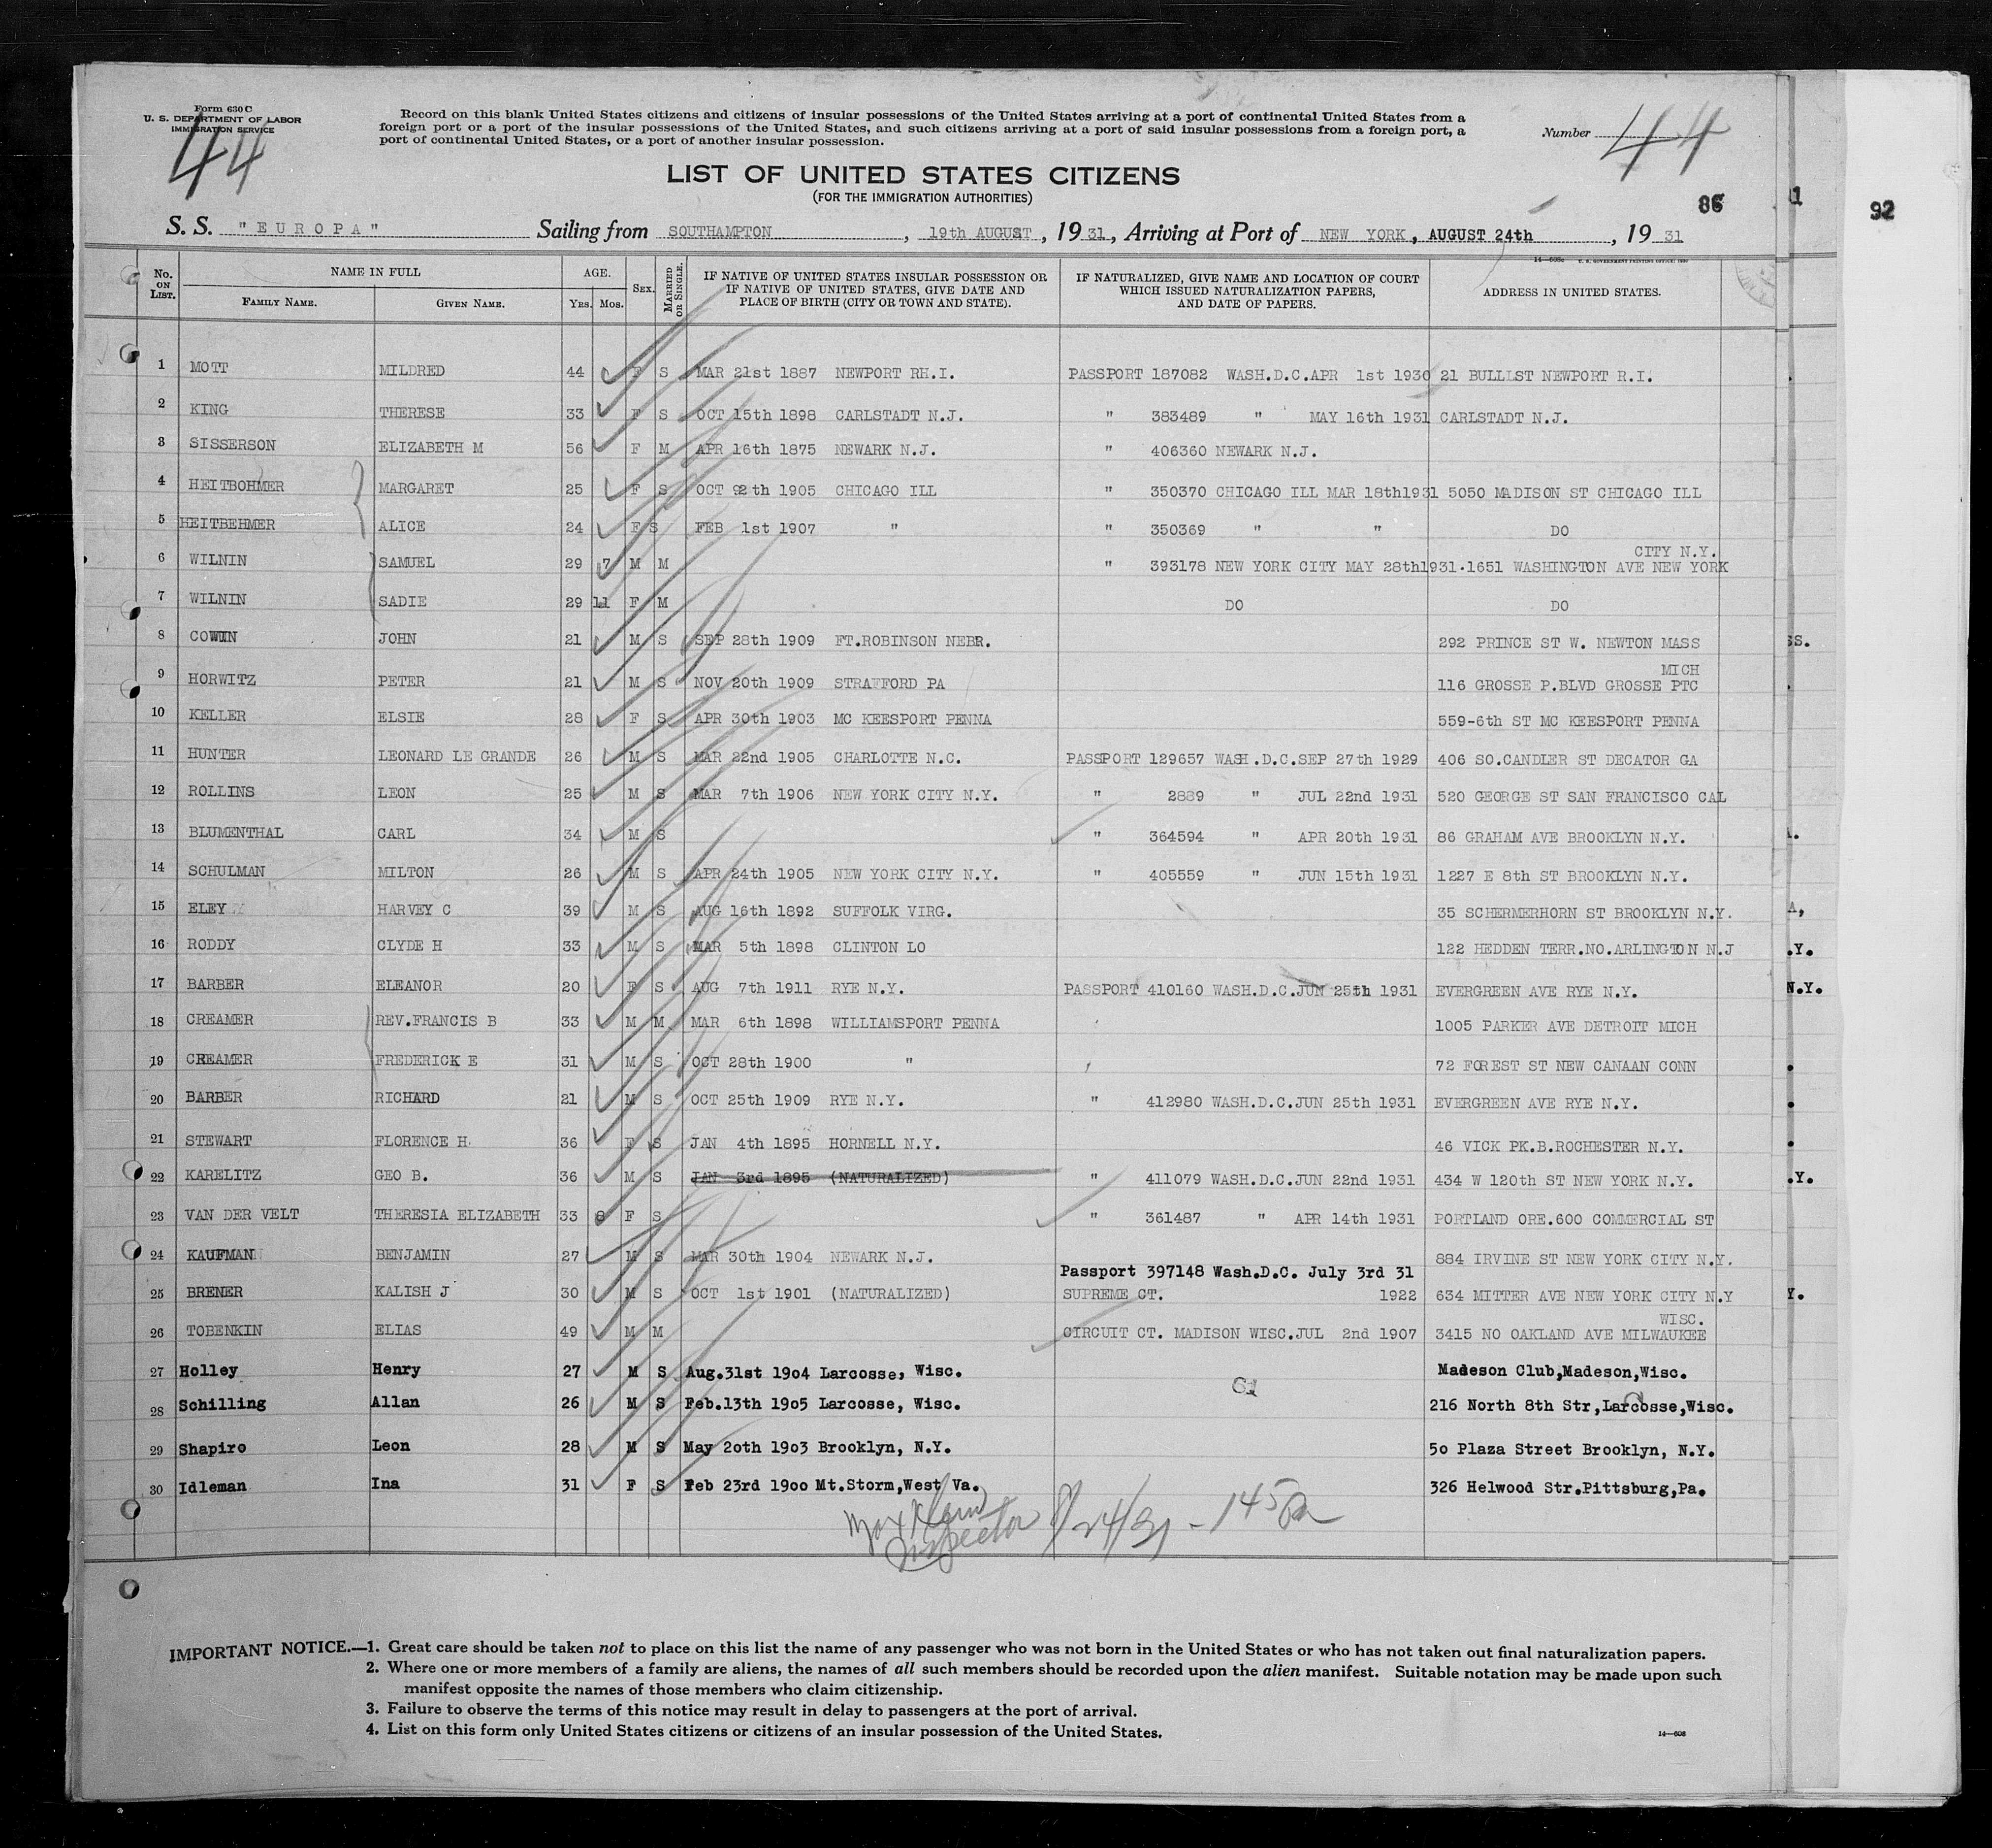 Form 630 C
U. S. DEPARTMENT OF LABOR
IMMIGRATION SERVICE
44
Record on this blank United States citizens and citizens of insular possessions of the United States arriving at a port of continental United States from a
foreign port or a port of the insular possessions of the United States, and such citizens arriving at a port of said insular possessions from a foreign port, a
port of continental United States, or a port of another insular possession.
Number 44
LIST OF UNITED STATES CITIZENS
(FOR THE IMMIGRATION AUTHORITIES)
86 92
S. S. "EUROPA" Sailing from SOUTHAMPTON, 19th AUGUST, 1931, Arriving at Port of NEW YORK, AUGUST 24th, 1931
No. ON LIST. NAME IN FULL FAMILY NAME. GIVEN NAME. AGE. YRS. MOS. SEX. MARRIED OR SINGLE. IF NATIVE OF UNITED STATES INSULAR POSSESSION OR IF NATIVE OF UNITED STATES, GIVE DATE AND PLACE OF BIRTH (CITY OR TOWN AND STATE). IF NATURALIZED, GIVE NAME AND LOCATION OF COURT WHICH ISSUED NATURALIZATION PAPERS, AND DATE OF PAPERS. ADDRESS IN UNITED STATES.
1 MOTT MILDRED 44 F S MAR 21st 1887 NEWPORT RH.I. PASSPORT 187082 WASH.D.C.APR 1st 1930 21 BULLLST NEWPORT R.I.
2 KING THERESE 33 F S OCT 15th 1898 CARLSTADT N.J. " 383489 " MAY 16th 1931 CARLSTADT N.J.
3 SISSERSON ELIZABETH M 56 F M APR 16th 1875 NEWARK N.J. " 406360 NEWARK N.J.
4 HEITBOHMER MARGARET 25 F S OCT th 1905 CHICAGO ILL " 350370 CHICAGO ILL MAR 18th1931 5050 MADISON ST CHICAGO ILL
5 HEITBEHMER ALICE 24 F S FEB 1st 1907 " " 350369 " " DO
CITY N.Y.
6 WILNIN SAMUEL 29 7 M M " 393178 NEW YORK CITY MAY 28th1931.1651 WASHINGTON AVE NEW YORK
7 WILNIN SADIE 29 11 F M DO DO
8 COWIN JOHN 21 M S SEP 28th 1909 FT.ROBINSON NEBR. 292 PRINCE ST W. NEWTON MASS
MICH
9 HORWITZ PETER 21 M S NOV 20th 1909 STRAFFORD PA 116 GROSSE P.BLVD GROSSE PTC
10 KELLER ELSIE 28 F S APR 30th 1903 MC KEESPORT PENNA 559-6th ST MC KEESPORT PENNA
11 HUNTER LEONARD LE GRANDE 26 M S MAR 22nd 1905 CHARLOTTE N.C. PASSPORT 129657 WASH.D.C.SEP 27th 1929 406 SO.CANDLER ST DECATOR GA
12 ROLLINS LEON 25 M S MAR 7th 1906 NEW YORK CITY N.Y. " 2889 " JUL 22nd 1931 520 GEORGE ST SAN FRANCISCO CAL
13 BLUMENTHAL CARL 34 M S " 364594 " APR 20th 1931 86 GRAHAM AVE BROOKLYN N.Y.
14 SCHULMAN MILTON 26 M S APR 24th 1905 NEW YORK CITY N.Y. " 405559 " JUN 15th 1931 1227 E 8th ST BROOKLYN N.Y.
15 ELEY HARVEY C 39 M S AUG 16th 1892 SUFFOLK VIRG. 35 SCHERMERHORN ST BROOKLYN N.Y.
16 RODDY CLYDE H 33 M S MAR 5th 1898 CLINTON LO 122 HEDDEN TERR.NO.ARLINGTON N.J
17 BARBER ELEANOR 20 F S AUG 7th 1911 RYE N.Y. PASSPORT 410160 WASH.D.C.JUN 25th 1931 EVERGREEN AVE RYE N.Y.
18 CREAMER REV.FRANCIS B 33 M M MAR 6th 1898 WILLIAMSPORT PENNA 1005 PARKER AVE DETROIT MICH
19 CREAMER FREDERICK E 31 M S OCT 28th 1900 " 72 FOREST ST NEW CANAAN CONN
20 BARBER RICHARD 21 M S OCT 25th 1909 RYE N.Y. " 412980 WASH.D.C.JUN 25th 1931 EVERGREEN AVE RYE N.Y.
21 STEWART FLORENCE H. 36 F S JAN 4th 1895 HORNELL N.Y. 46 VICK PK.B.ROCHESTER N.Y.
22 KARELITZ GEO B. 36 M S JAN 3rd 1895 (NATURALIZED) " 411079 WASH.D.C.JUN 22nd 1931 434 W 120th ST NEW YORK N.Y.
23 VAN DER VELT THERESIA ELIZABETH 33 8 F S " 361487 " APR 14th 1931 PORTLAND ORE.600 COMMERCIAL ST
24 KAUFMAN BENJAMIN 27 M S MAR 30th 1904 NEWARK N.J. 884 IRVINE ST NEW YORK CITY N.Y.
Passport 397148 Wash.D.C. July 3rd 31
25 BRENER KALISH J 30 M S OCT 1st 1901 (NATURALIZED) SUPREME CT. 1922 634 MITTER AVE NEW YORK CITY N.Y
WISC.
26 TOBENKIN ELIAS 49 M M CIRCUIT CT. MADISON WISC.JUL 2nd 1907 3415 NO OAKLAND AVE MILWAUKEE
27 Holley Henry 27 M S Aug.31st 1904 Larcosse, Wisc. Madeson Club,Madeson,Wisc.
28 Schilling Allan 26 M S Feb.13th 1905 Larcosse, Wisc. 216 North 8th Str,Larcosse,Wisc.
29 Shapiro Leon 28 M S May 20th 1903 Brooklyn, N.Y. 50 Plaza Street Brooklyn, N.Y.
30 Idleman Ina 31 F S Feb 23rd 1900 Mt.Storm,West Va. 326 Helwood Str.Pittsburg,Pa.
Inspector 8/24/31 - 145
IMPORTANT NOTICE.—1. Great care should be taken not to place on this list the name of any passenger who was not born in the United States or who has not taken out final naturalization papers.
2. Where one or more members of a family are aliens, the names of all such members should be recorded upon the alien manifest. Suitable notation may be made upon such
manifest opposite the names of those members who claim citizenship.
3. Failure to observe the terms of this notice may result in delay to passengers at the port of arrival.
4. List on this form only United States citizens or citizens of an insular possession of the United States.
14—608